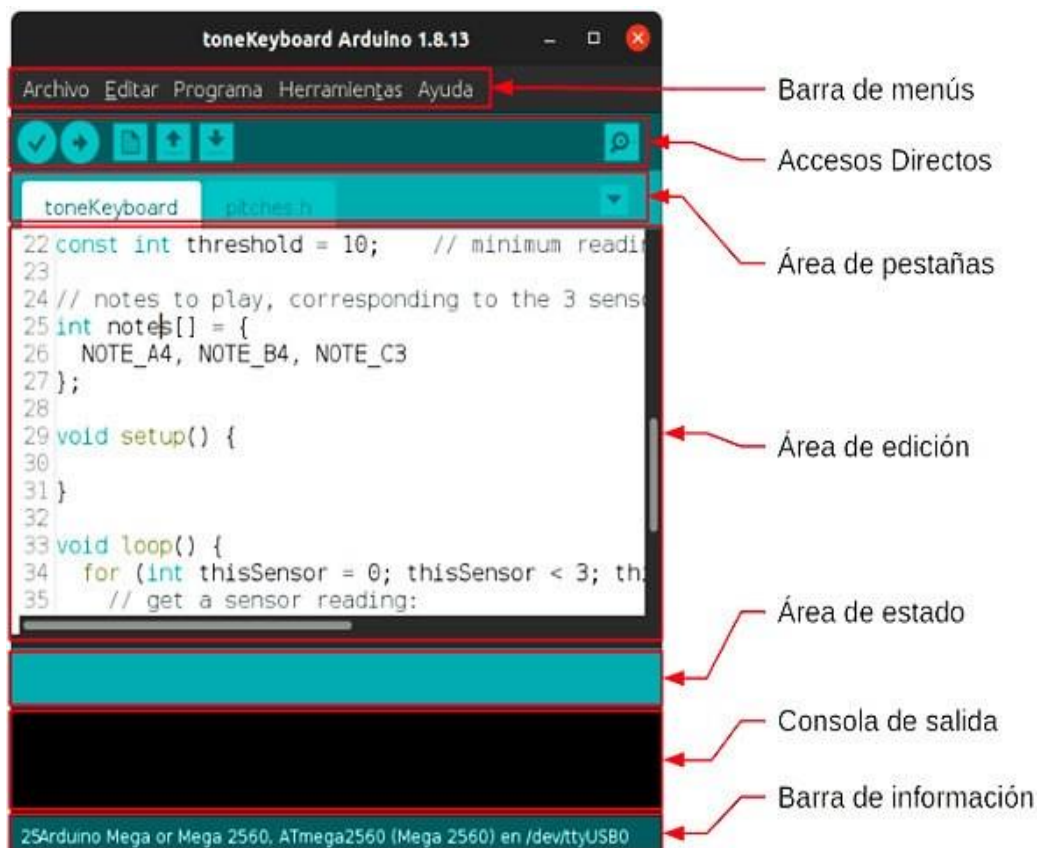 toneKeyboard Arduino 1.8.13
Archivo Editar Programa Herramientas Ayuda
Barra de menús
Accesos Directos
toneKeyboard pitches.h
Área de pestañas
22 const int threshold = 10; // minimum readin
23
24 // notes to play, corresponding to the 3 senso
25 int notes[] = {
26 NOTE_A4, NOTE_B4, NOTE_C3
27 };
28
29 void setup() {
30
31 }
32
33 void loop() {
34 for (int thisSensor = 0; thisSensor < 3; thi
35 // get a sensor reading:
Área de edición
Área de estado
Consola de salida
Barra de información
25Arduino Mega or Mega 2560, ATmega2560 (Mega 2560) en /dev/ttyUSB0